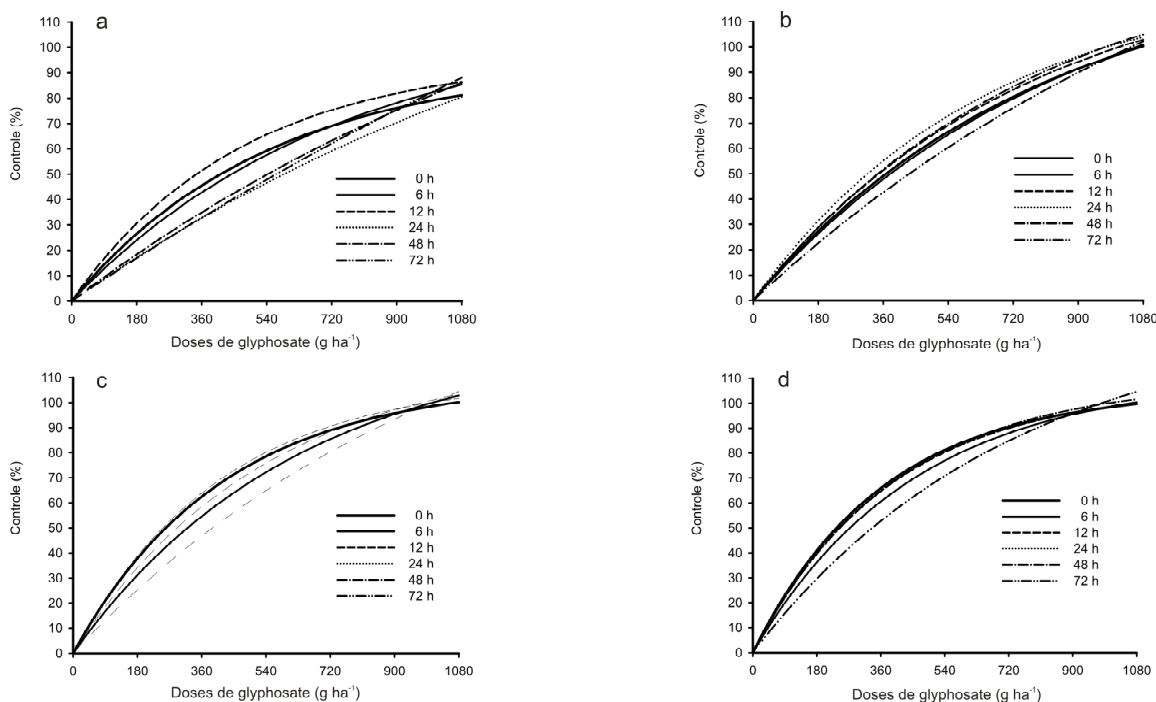 a
110
100
90
80
70
60
50
40
30
20
10
0
Controle (%)
0 180 360 540 720 900 1080
Doses de glyphosate (g ha⁻¹)
0 h
6 h
12 h
24 h
48 h
72 h
b
110
100
90
80
70
60
50
40
30
20
10
0
Controle (%)
0 180 360 540 720 900 1080
Doses de glyphosate (g ha⁻¹)
0 h
6 h
12 h
24 h
48 h
72 h
c
110
100
90
80
70
60
50
40
30
20
10
0
Controle (%)
0 180 360 540 720 900 1080
Doses de glyphosate (g ha⁻¹)
0 h
6 h
12 h
24 h
48 h
72 h
d
110
100
90
80
70
60
50
40
30
20
10
0
Controle (%)
0 180 360 540 720 900 1080
Doses de glyphosate (g ha⁻¹)
0 h
6 h
12 h
24 h
48 h
72 h